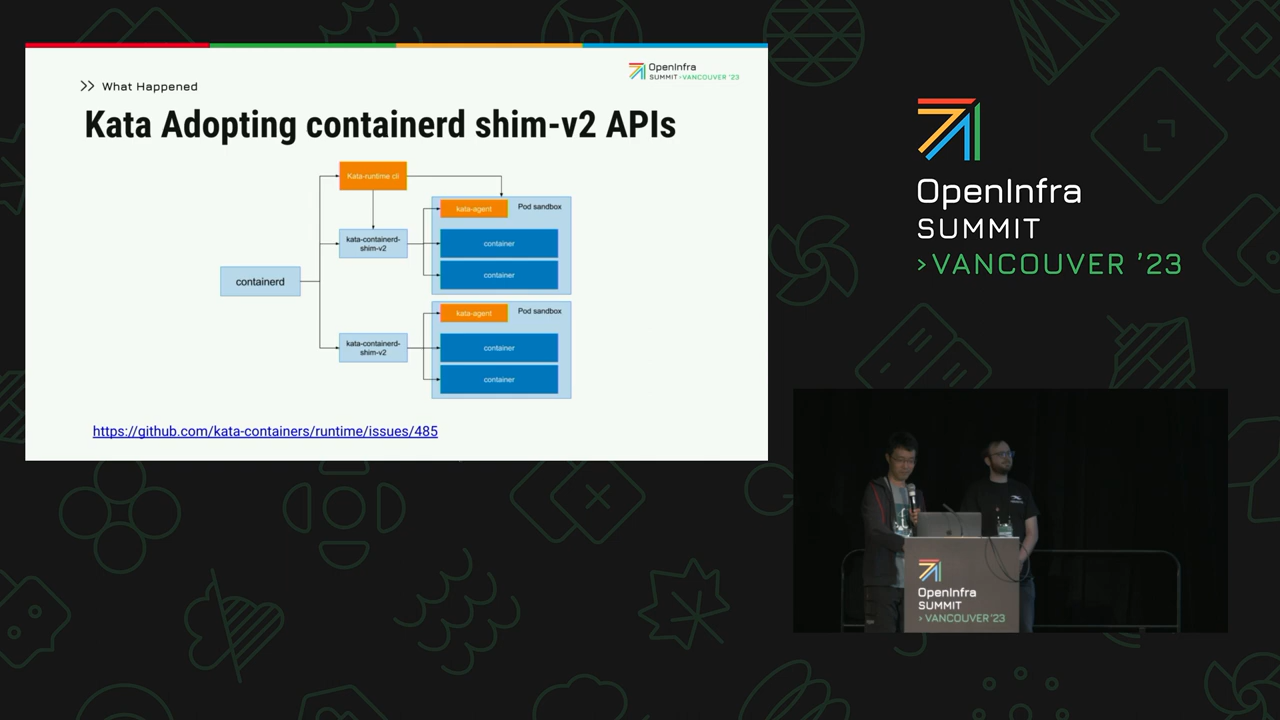 >> What Happened
OpenInfra
SUMMIT >VANCOUVER '23
Kata Adopting containerd shim-v2 APIs
Kata-runtime cli
kata-agent
Pod sandbox
kata-containerd-
shim-v2
container
container
containerd
kata-agent
Pod sandbox
kata-containerd-
shim-v2
container
container
https://github.com/kata-containers/runtime/issues/485
OpenInfra
SUMMIT
>VANCOUVER '23
OpenInfra
SUMMIT
>VANCOUVER '23